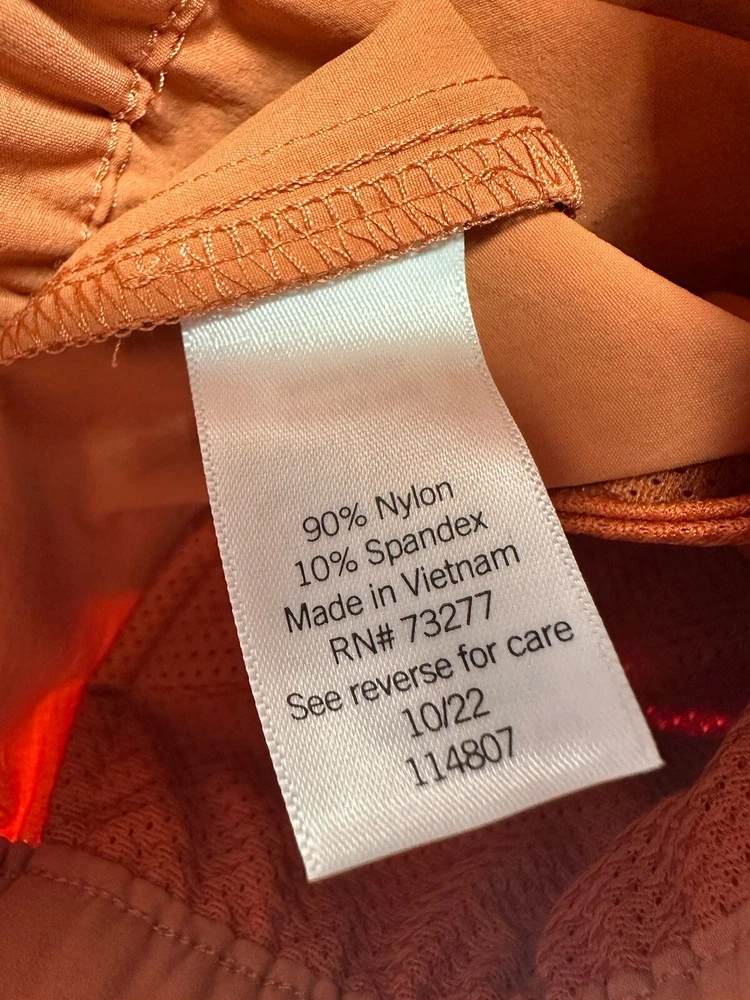 90% Nylon
10% Spandex
Made in Vietnam
RN# 73277
See reverse for care
10/22
114807